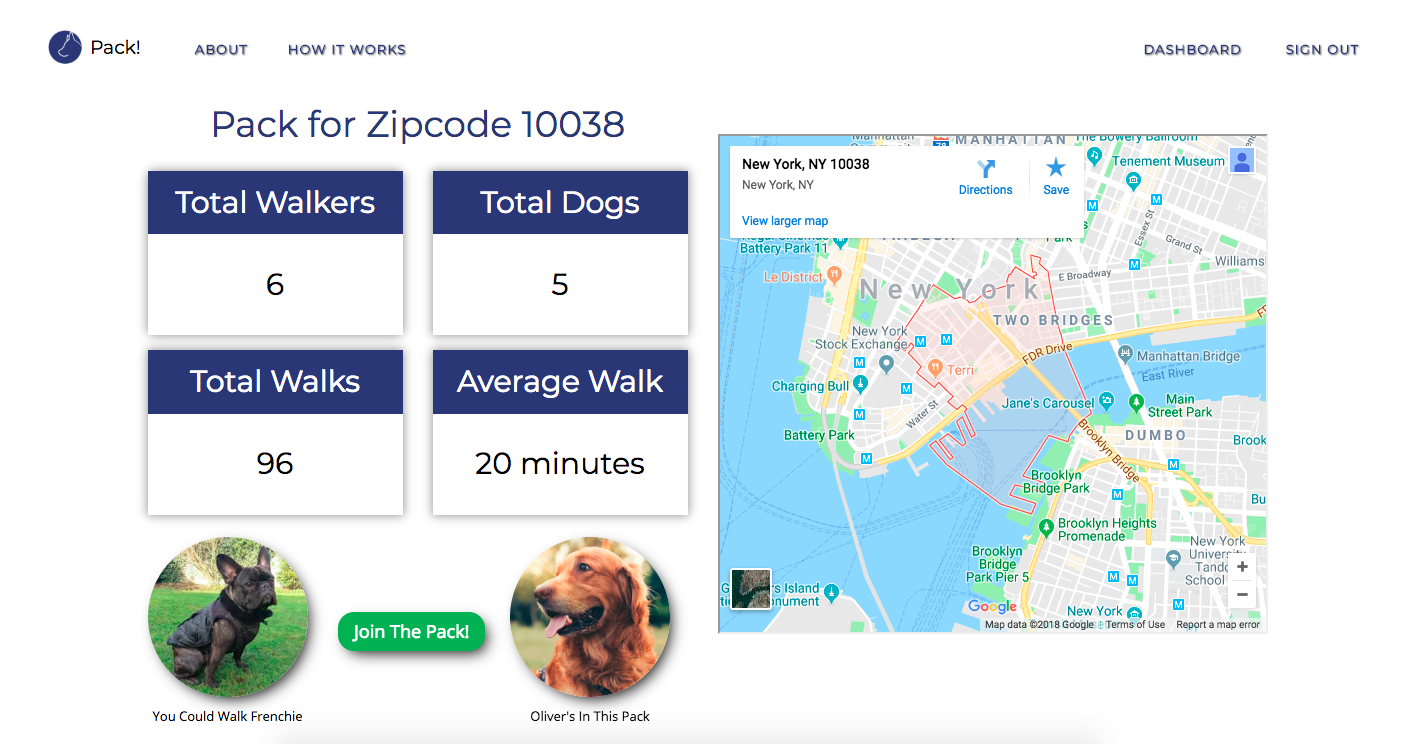 Pack!
ABOUT
HOW IT WORKS
DASHBOARD
SIGN OUT
Pack for Zipcode 10038
Total Walkers
6
Total Dogs
5
Total Walks
96
Average Walk
20 minutes
You Could Walk Frenchie
Join The Pack!
Oliver's In This Pack
New York, NY 10038
New York, NY
Directions
Save
View larger map
MANHATTAN
The Bowery Ballroom
Tenement Museum
Essex St
Grand St
Williams
E Broadway
Park
Battery Park 11
Le District
New York
TWO BRIDGES
New York
Stock Exchange
FDR Drive
Manhattan Bridge
East River
Terri
Charging Bull
Jane's Carousel
Main
Street Park
Water St
Battery Park
DUMBO
Brook
Brooklyn Bridge
Brooklyn
Bridge Park
Bu
Brooklyn Heights
Promenade
New York
University
Tando
School
Brooklyn
Bridge
Park Pier 5
Island
New York
Google
Map data ©2018 Google
Terms of Use
Report a map error
M
M
M
M
M
M
M
M
M
M
M
M
M
M